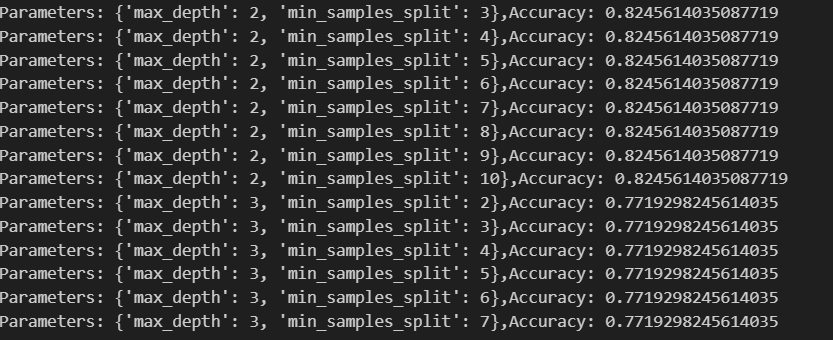 Parameters: {'max_depth': 2, 'min_samples_split': 3},Accuracy: 0.8245614035087719
Parameters: {'max_depth': 2, 'min_samples_split': 4},Accuracy: 0.8245614035087719
Parameters: {'max_depth': 2, 'min_samples_split': 5},Accuracy: 0.8245614035087719
Parameters: {'max_depth': 2, 'min_samples_split': 6},Accuracy: 0.8245614035087719
Parameters: {'max_depth': 2, 'min_samples_split': 7},Accuracy: 0.8245614035087719
Parameters: {'max_depth': 2, 'min_samples_split': 8},Accuracy: 0.8245614035087719
Parameters: {'max_depth': 2, 'min_samples_split': 9},Accuracy: 0.8245614035087719
Parameters: {'max_depth': 2, 'min_samples_split': 10},Accuracy: 0.8245614035087719
Parameters: {'max_depth': 3, 'min_samples_split': 2},Accuracy: 0.7719298245614035
Parameters: {'max_depth': 3, 'min_samples_split': 3},Accuracy: 0.7719298245614035
Parameters: {'max_depth': 3, 'min_samples_split': 4},Accuracy: 0.7719298245614035
Parameters: {'max_depth': 3, 'min_samples_split': 5},Accuracy: 0.7719298245614035
Parameters: {'max_depth': 3, 'min_samples_split': 6},Accuracy: 0.7719298245614035
Parameters: {'max_depth': 3, 'min_samples_split': 7},Accuracy: 0.7719298245614035